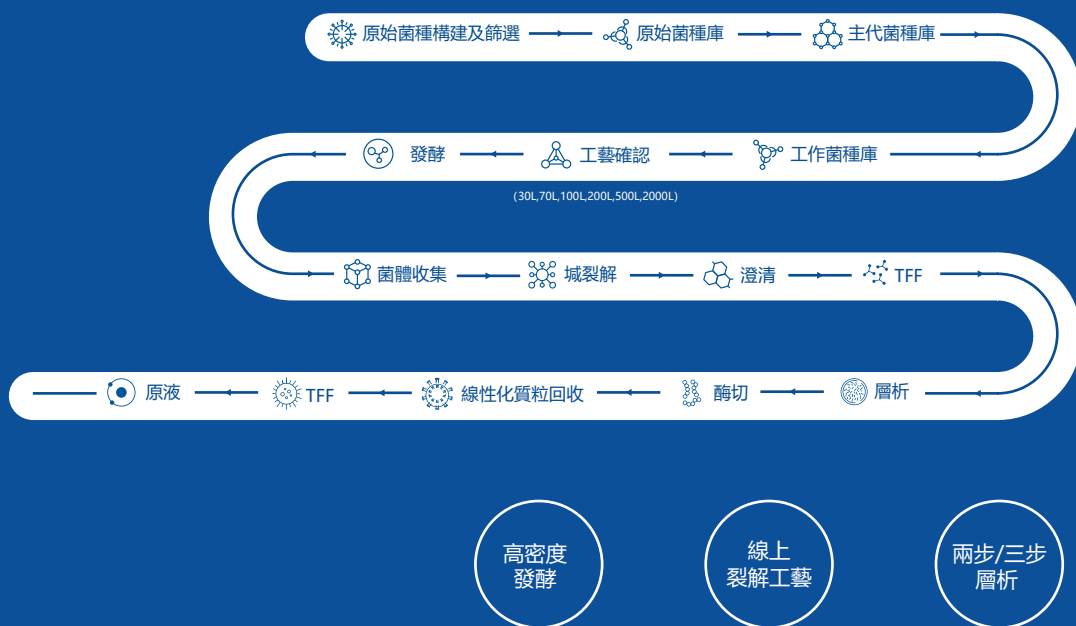 原始菌種構建及篩選
原始菌種庫
主代菌種庫
工作菌種庫
工藝確認
(30L,70L,100L,200L,500L,2000L)
發酵
菌體收集
堿裂解
澄清
TFF
層析
酶切
線性化質粒回收
TFF
原液
高密度
發酵
線上
裂解工藝
兩步/三步
層析